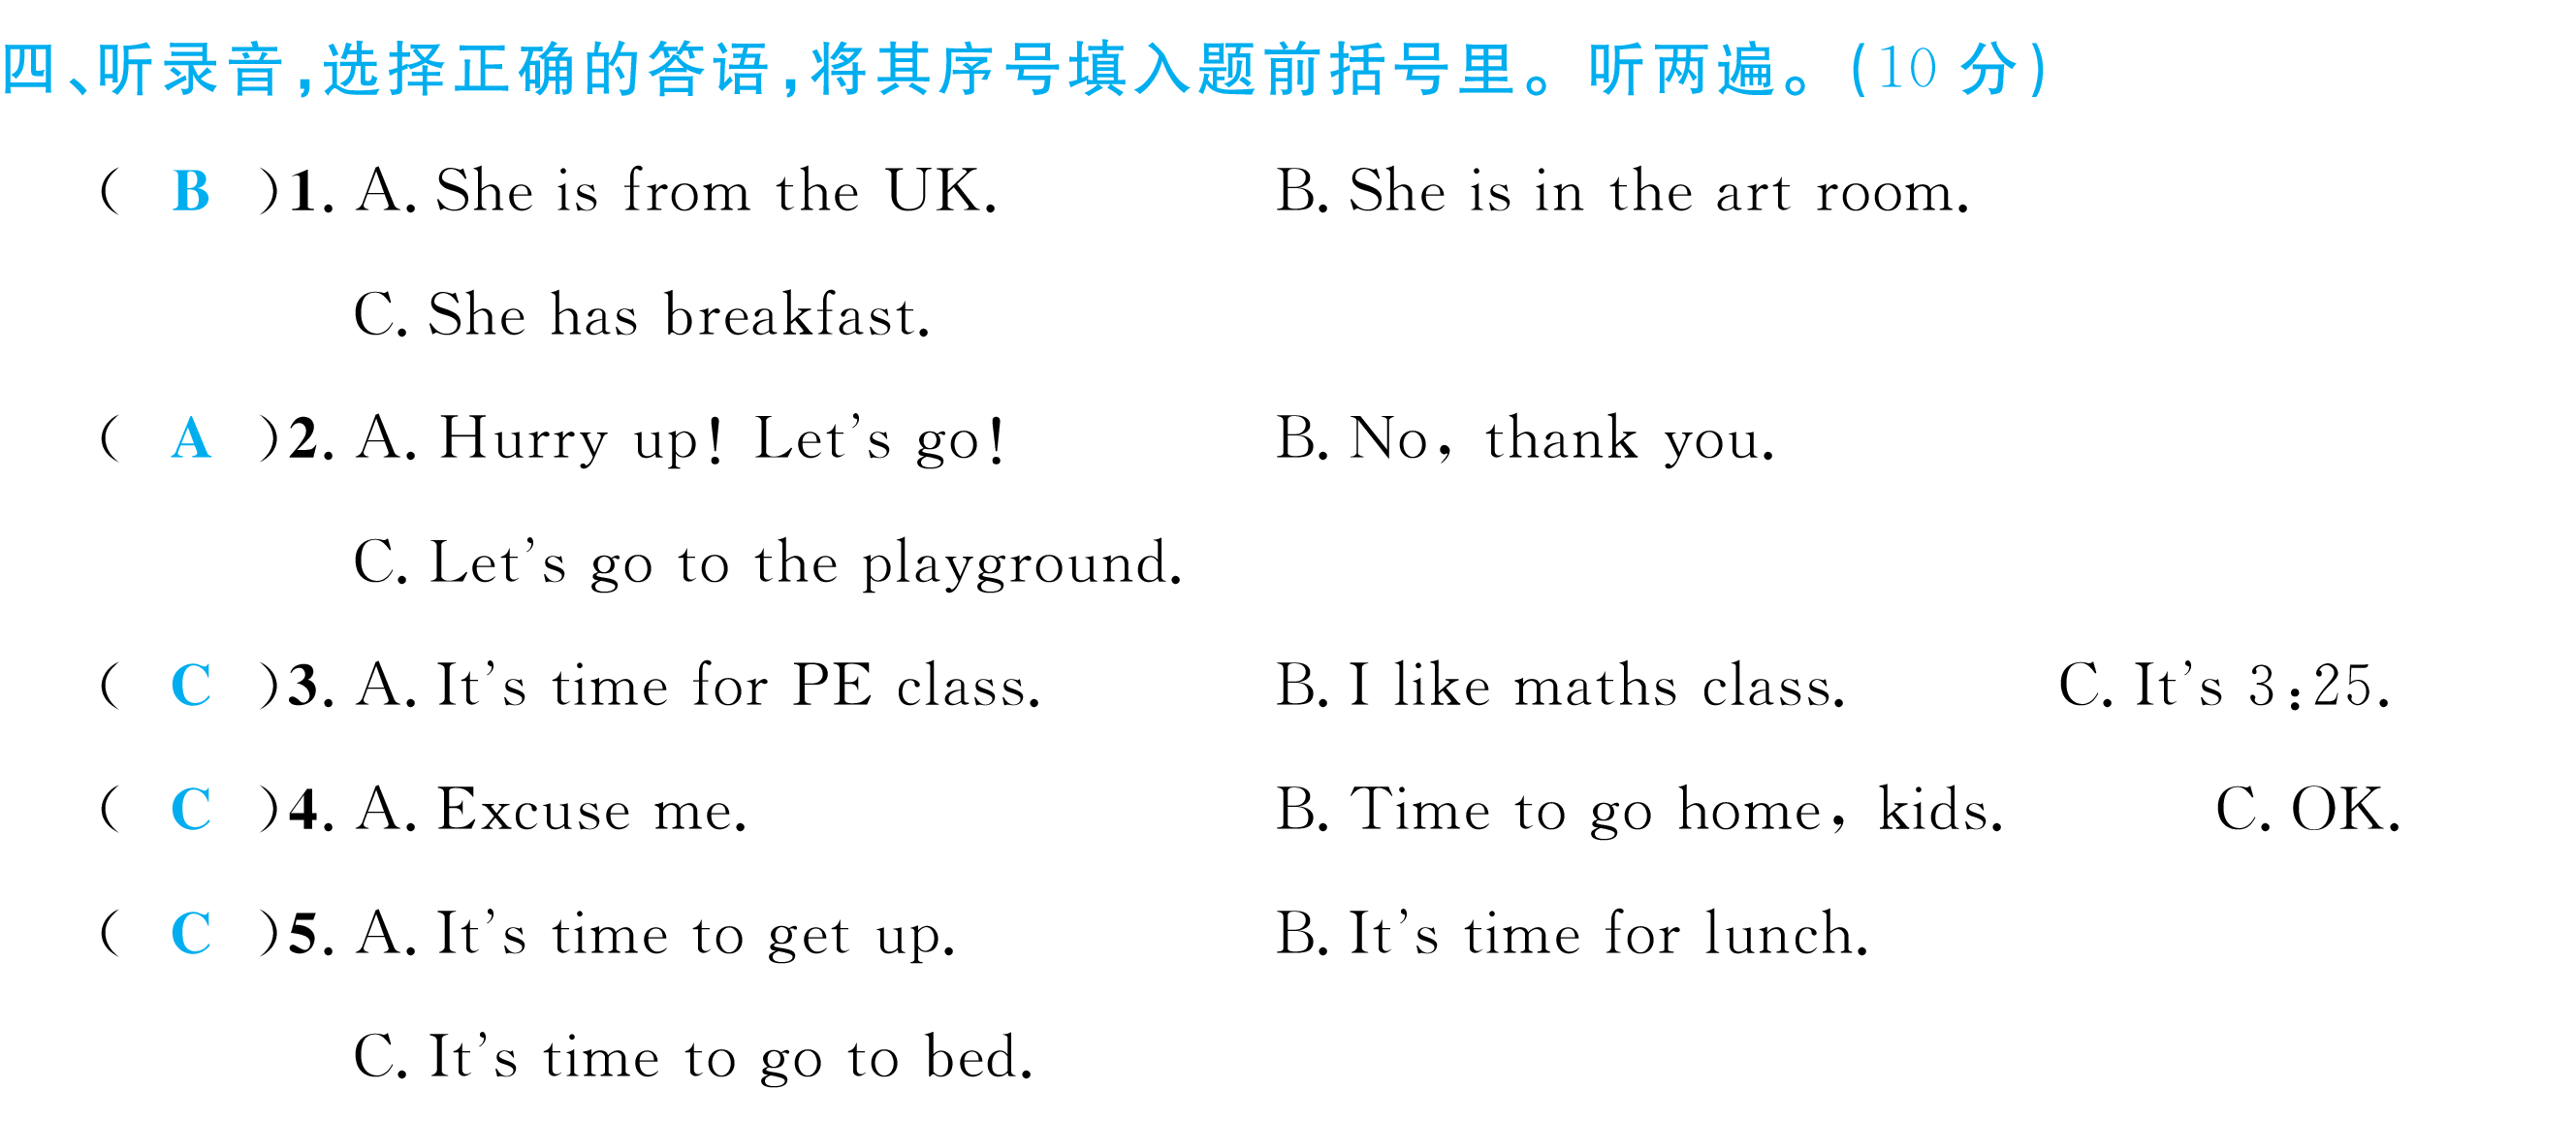 四、听录音,选择正确的答语,将其序号填入题前括号里。听两遍。(10 分)
( B )1. A. She is from the UK. B. She is in the art room.
C. She has breakfast.
( A )2. A. Hurry up! Let's go! B. No, thank you.
C. Let's go to the playground.
( C )3. A. It's time for PE class. B. I like maths class. C. It's 3:25.
( C )4. A. Excuse me. B. Time to go home, kids. C. OK.
( C )5. A. It's time to get up. B. It's time for lunch.
C. It's time to go to bed.